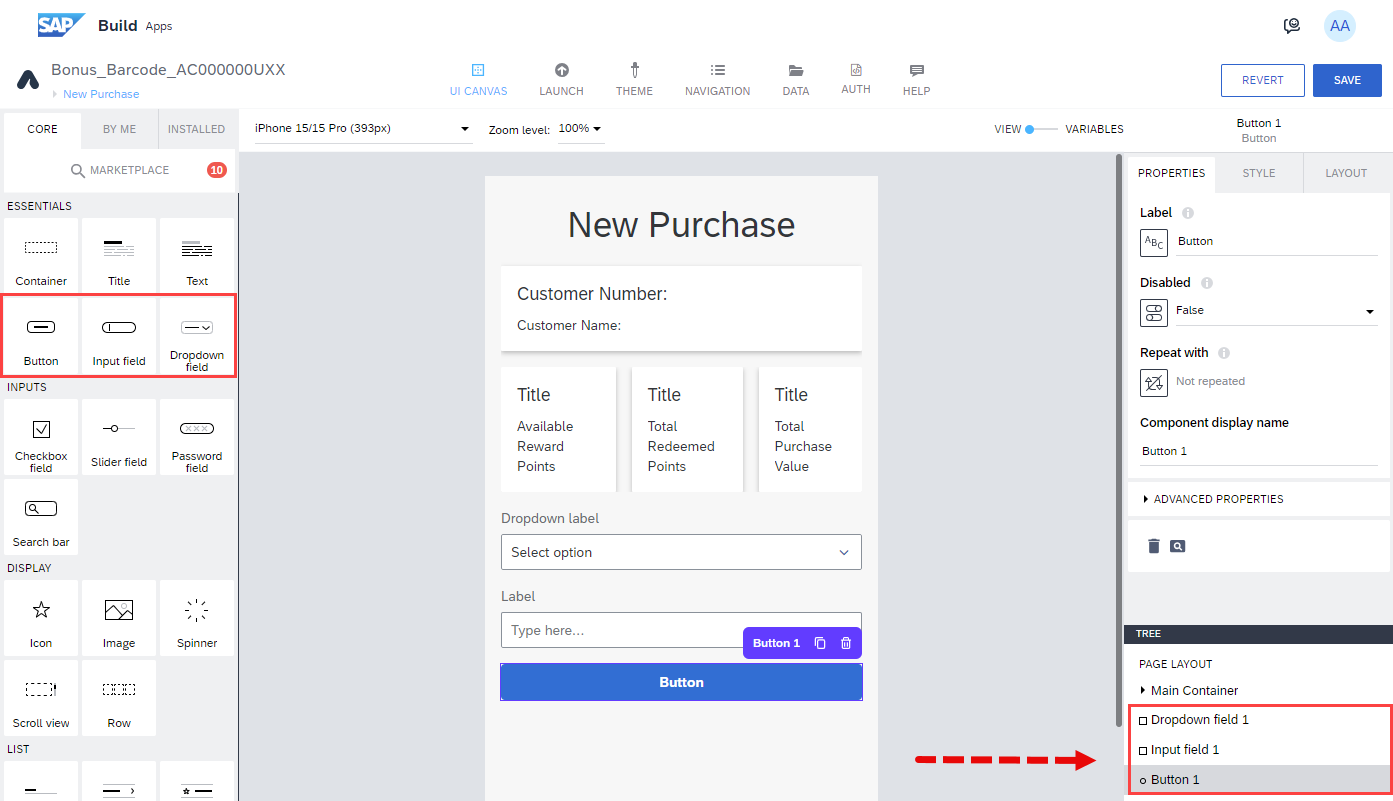 SAP Build Apps
AA
Bonus_Barcode_AC000000UXX
New Purchase
UI CANVAS
LAUNCH
THEME
NAVIGATION
DATA
AUTH
HELP
REVERT
SAVE
CORE
BY ME
INSTALLED
MARKETPLACE
10
ESSENTIALS
Container
Title
Text
Button
Input field
Dropdown
field
INPUTS
Checkbox
field
Slider field
Password
field
Search bar
DISPLAY
Icon
Image
Spinner
Scroll view
Row
LIST
iPhone 15/15 Pro (393px)
Zoom level: 100%
VIEW
VARIABLES
New Purchase
Customer Number:
Customer Name:
Title
Available
Reward
Points
Title
Total
Redeemed
Points
Title
Total
Purchase
Value
Dropdown label
Select option
Label
Type here...
Button 1
Button
Button 1
Button
PROPERTIES
STYLE
LAYOUT
Label
ABC
Button
Disabled
False
Repeat with
Not repeated
Component display name
Button 1
ADVANCED PROPERTIES
TREE
PAGE LAYOUT
Main Container
Dropdown field 1
Input field 1
Button 1